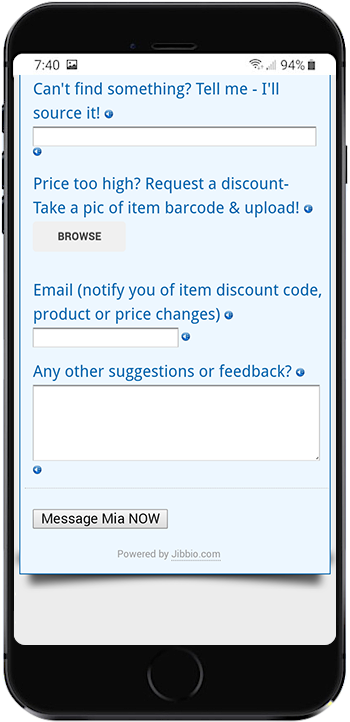 7:40 94%
Can't find something? Tell me - I'll
source it!
Price too high? Request a discount-
Take a pic of item barcode & upload!
BROWSE
Email (notify you of item discount code,
product or price changes)
Any other suggestions or feedback?
Message Mia NOW
Powered by Jibbio.com